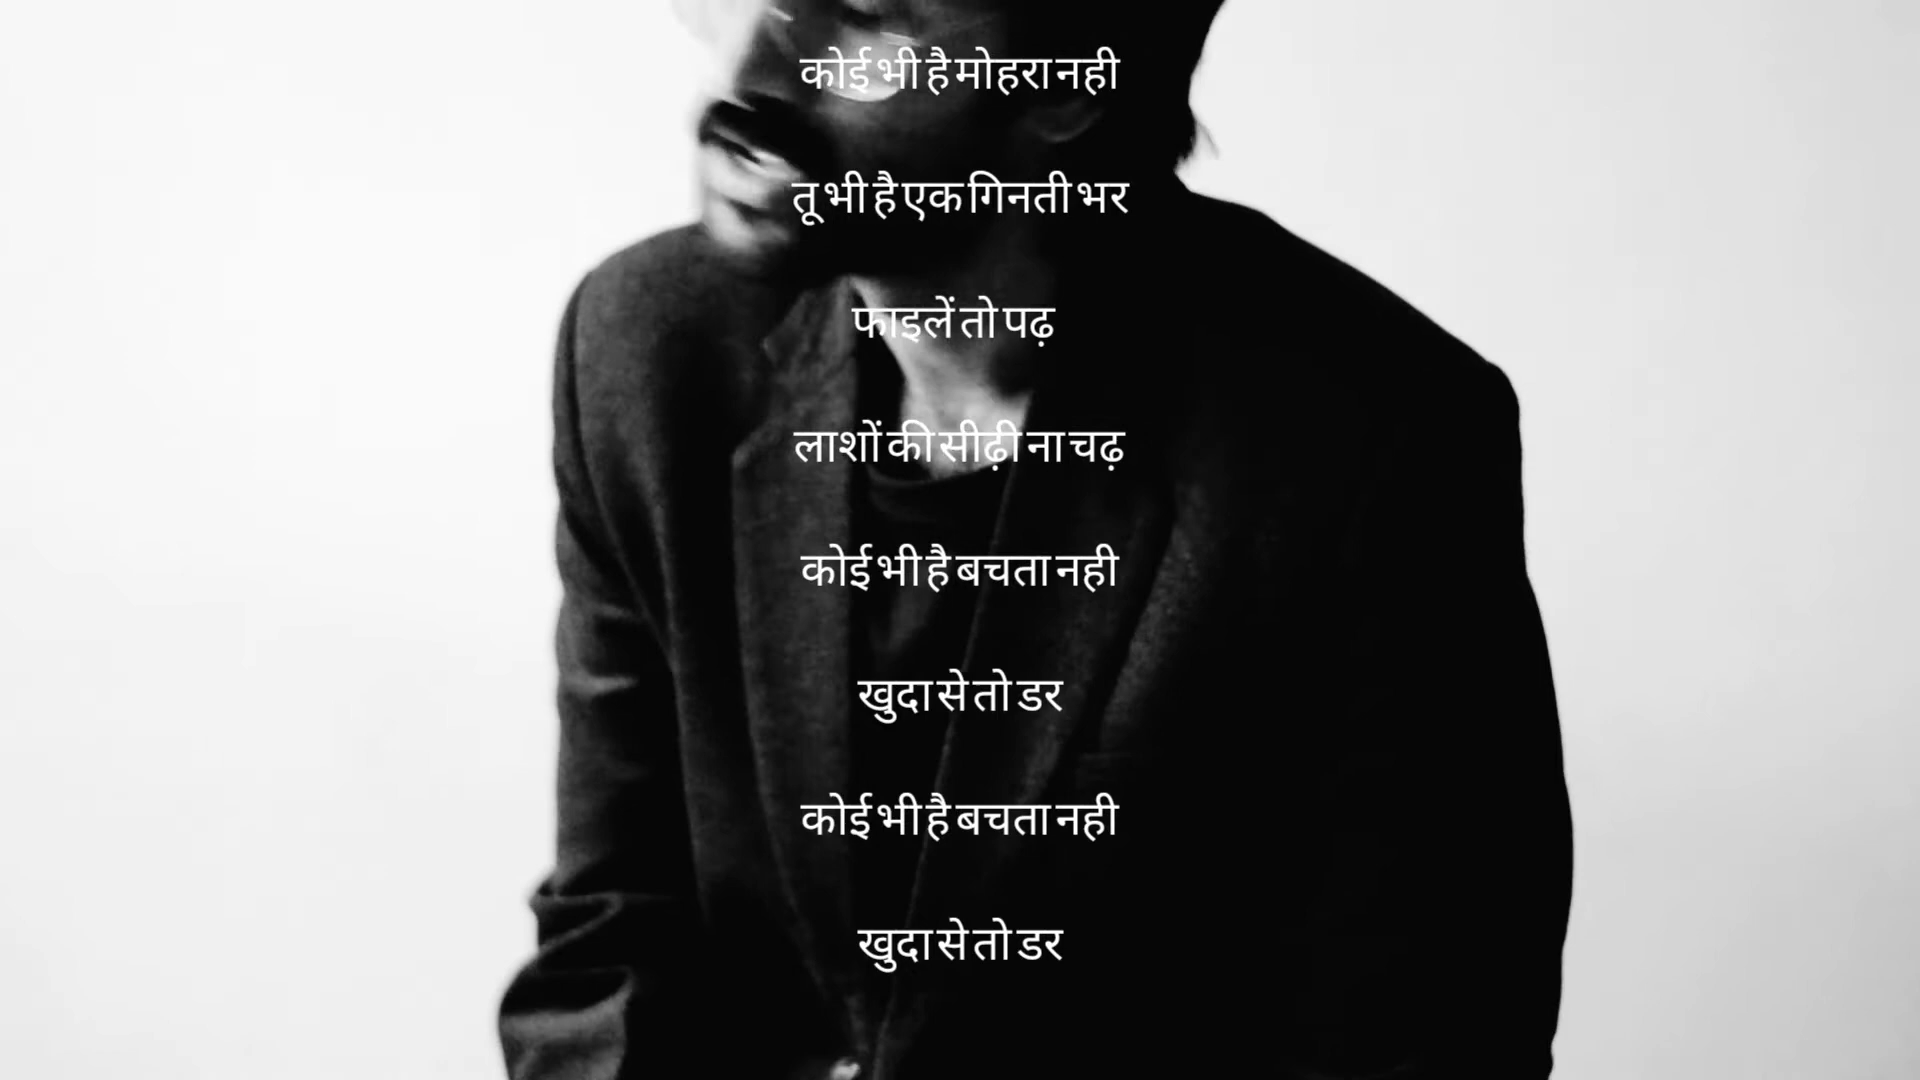 कोई भी है मोहरा नही
तू भी है एक गिनती भर
फाइलें तो पढ़
लाशों की सीढ़ी ना चढ़
कोई भी है बचता नही
खुदा से तो डर
कोई भी है बचता नही
खुदा से तो डर